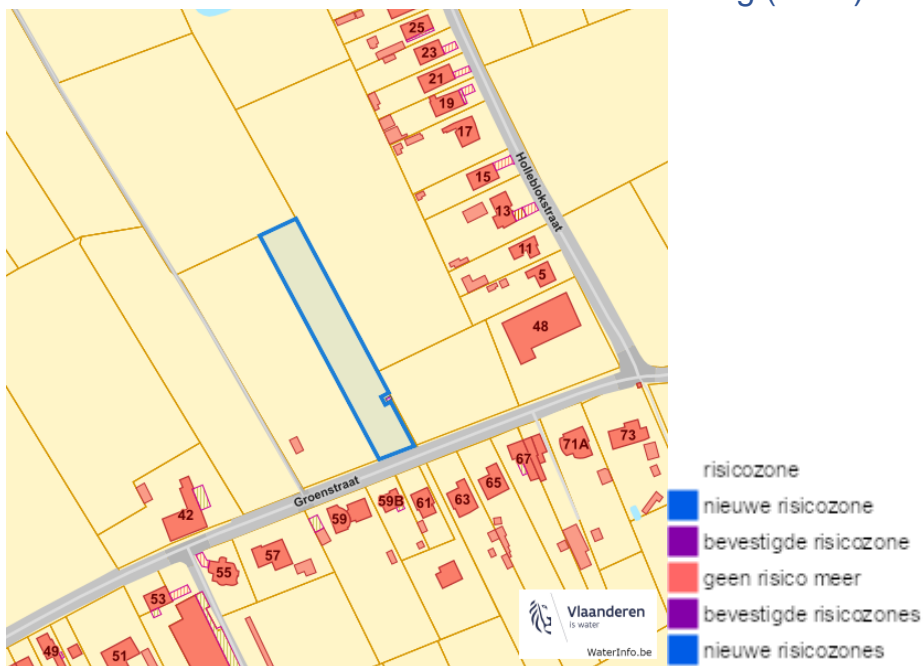 25
23
21
19
17
15
13
11
5
48
Holleblokstraat
Groenstraat
42
59
59B
61
63
65
67
71A
73
57
55
53
51
49
Vlaanderen
is water
WaterInfo.be
risicozone
nieuwe risicozone
bevestigde risicozone
geen risico meer
bevestigde risicozones
nieuwe risicozones